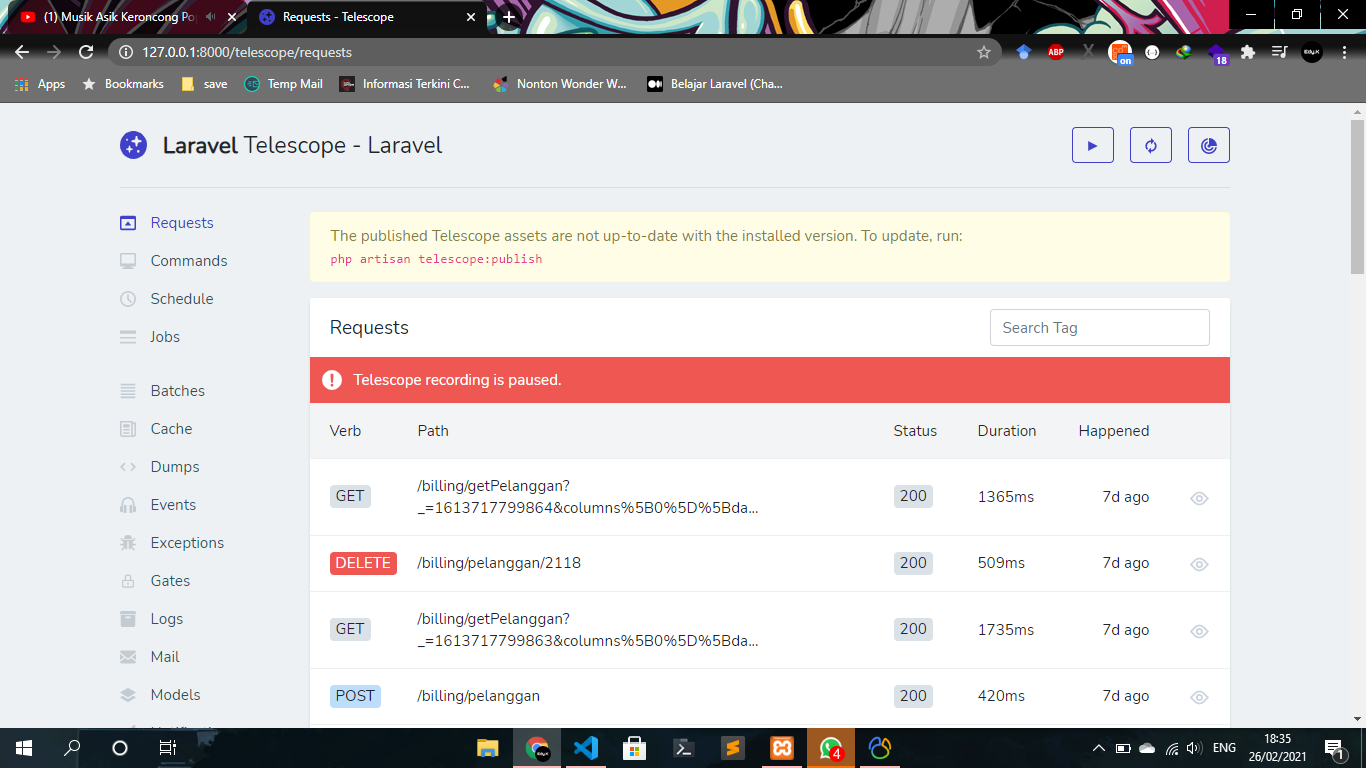 (1) Musik Asik Keroncong Po
Requests - Telescope
127.0.0.1:8000/telescope/requests
ABP
on
18
Edy.K
Apps
Bookmarks
save
Temp Mail
Informasi Terkini C...
Nonton Wonder W...
Belajar Laravel (Cha...
Laravel Telescope - Laravel
Requests
Commands
Schedule
Jobs
Batches
Cache
Dumps
Events
Exceptions
Gates
Logs
Mail
Models
The published Telescope assets are not up-to-date with the installed version. To update, run:
php artisan telescope:publish
Requests
Search Tag
Telescope recording is paused.
Verb Path Status Duration Happened
GET /billing/getPelanggan?
_=1613717799864&columns%5B0%5D%5Bda... 200 1365ms 7d ago
DELETE /billing/pelanggan/2118 200 509ms 7d ago
GET /billing/getPelanggan?
_=1613717799863&columns%5B0%5D%5Bda... 200 1735ms 7d ago
POST /billing/pelanggan 200 420ms 7d ago
4
ENG
18:35
26/02/2021
1